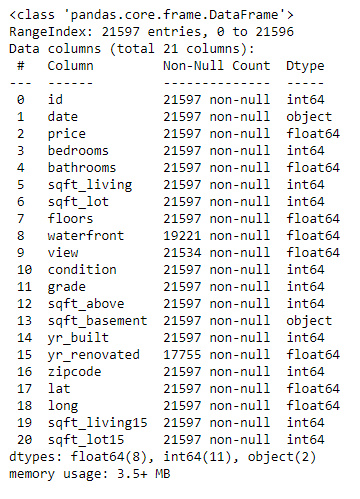 <class 'pandas.core.frame.DataFrame'>
RangeIndex: 21597 entries, 0 to 21596
Data columns (total 21 columns):
 #   Column         Non-Null Count  Dtype
---  ------         --------------  -----
 0   id             21597 non-null  int64
 1   date           21597 non-null  object
 2   price          21597 non-null  float64
 3   bedrooms       21597 non-null  int64
 4   bathrooms      21597 non-null  float64
 5   sqft_living    21597 non-null  int64
 6   sqft_lot       21597 non-null  int64
 7   floors         21597 non-null  float64
 8   waterfront     19221 non-null  float64
 9   view           21534 non-null  float64
 10  condition      21597 non-null  int64
 11  grade          21597 non-null  int64
 12  sqft_above     21597 non-null  int64
 13  sqft_basement  21597 non-null  object
 14  yr_built       21597 non-null  int64
 15  yr_renovated   17755 non-null  float64
 16  zipcode        21597 non-null  int64
 17  lat            21597 non-null  float64
 18  long           21597 non-null  float64
 19  sqft_living15  21597 non-null  int64
 20  sqft_lot15     21597 non-null  int64
dtypes: float64(8), int64(11), object(2)
memory usage: 3.5+ MB